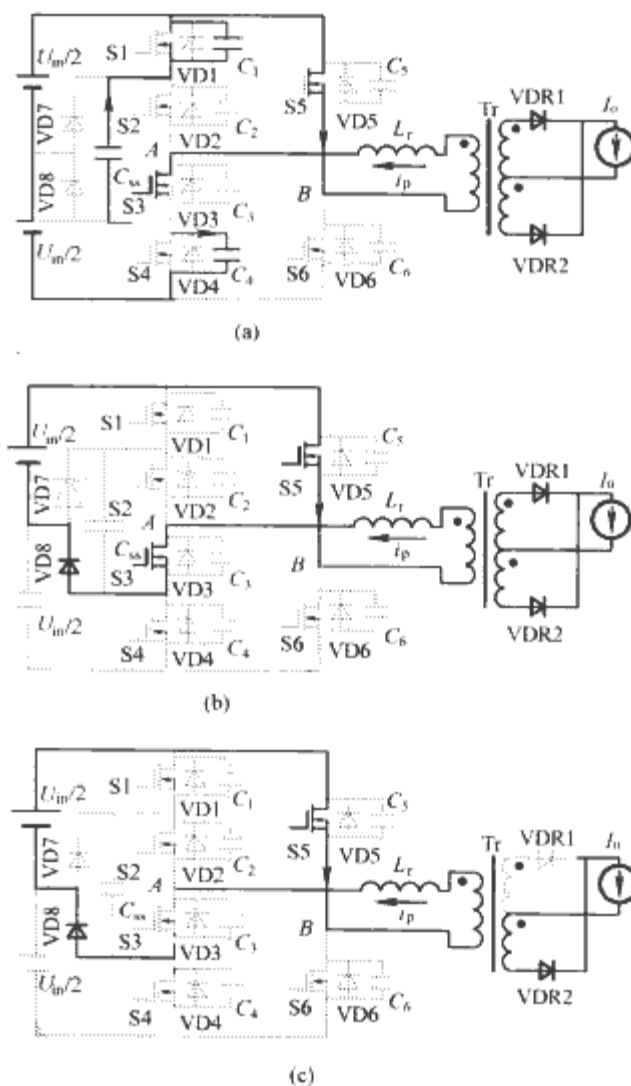 S1
U_in/2
VD1
C_1
VD7
S2
VD2
C_2
A
VD8
C_ss
S3
VD3
C_3
U_in/2
S4
VD4
C_4
S5
C_5
VD5
L_r
i_p
B
S6
VD6
C_6
Tr
VDR1
I_o
VDR2
(a)
S1
U_in/2
VD1
C_1
VD7
S2
VD2
C_2
A
VD8
C_ss
S3
VD3
C_3
U_in/2
S4
VD4
C_4
S5
C_5
VD5
L_r
i_p
B
S6
VD6
C_6
Tr
VDR1
I_o
VDR2
(b)
S1
U_in/2
VD1
C_1
VD7
S2
VD2
C_2
A
VD8
C_ss
S3
VD3
C_3
U_in/2
S4
VD4
C_4
S5
C_5
VD5
L_r
i_p
B
S6
VD6
C_6
Tr
VDR1
I_o
VDR2
(c)